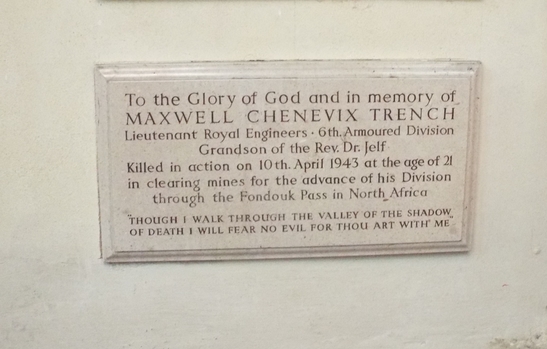 To the Glory of God and in memory of
MAXWELL CHENEVIX TRENCH
Lieutenant Royal Engineers · 6th. Armoured Division
Grandson of the Rev. Dr. Jelf
Killed in action on 10th. April 1943 at the age of 21
in clearing mines for the advance of his Division
through the Fondouk Pass in North Africa
"THOUGH I WALK THROUGH THE VALLEY OF THE SHADOW
OF DEATH I WILL FEAR NO EVIL FOR THOU ART WITH ME"